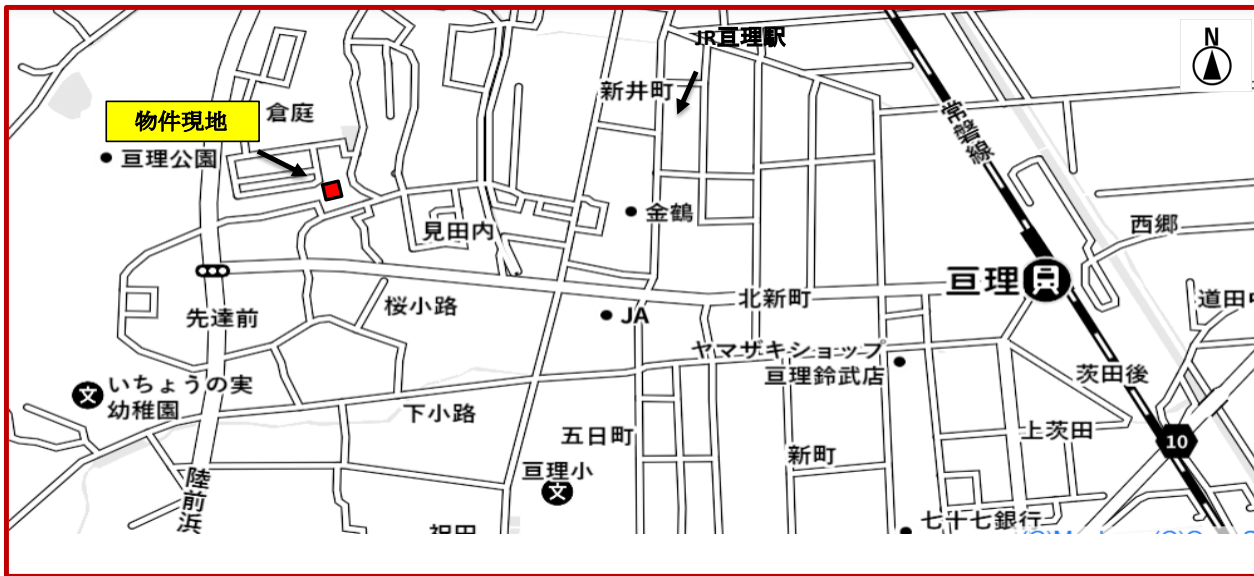 JR亘理駅
N
新井町
常磐線
倉庭
物件現地
亘理公園
金鶴
見田内
西郷
亘理
北新町
道田中
桜小路
先達前
JA
ヤマザキショップ
亘理鈴武店
茨田後
いちょうの実
幼稚園
下小路
五日町
上茨田
10
新町
亘理小
文
文
陸前浜
七十七銀行